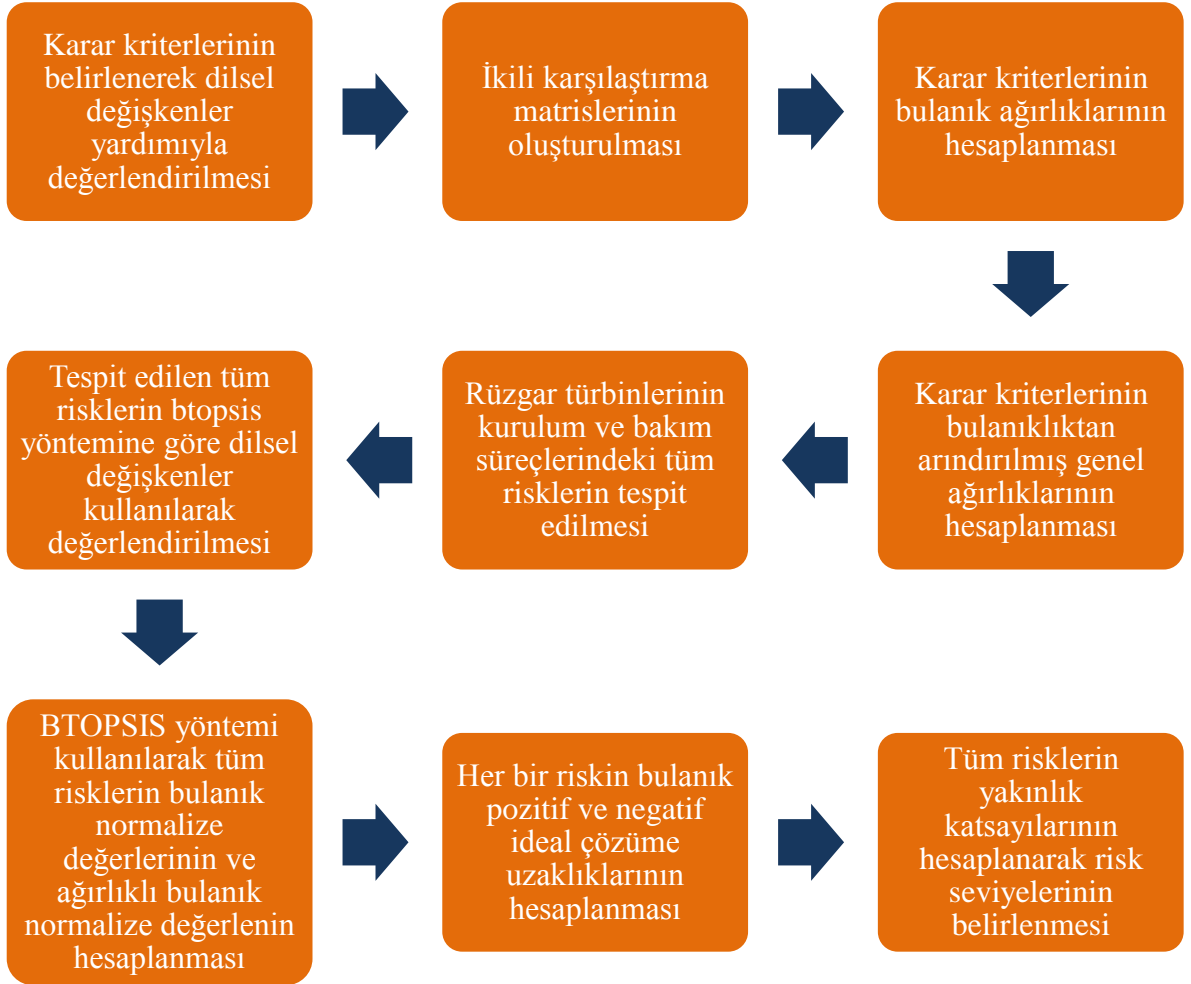 Karar kriterlerinin
belirlenerek dilsel
değişkenler
yardımıyla
değerlendirilmesi
İkili karşılaştırma
matrislerinin
oluşturulması
Karar kriterlerinin
bulanık ağırlıklarının
hesaplanması
Karar kriterlerinin
bulanıklıktan
arındırılmış genel
ağırlıklarının
hesaplanması
Rüzgar türbinlerinin
kurulum ve bakım
süreçlerindeki tüm
risklerin tespit
edilmesi
Tespit edilen tüm
risklerin btopsis
yöntemine göre dilsel
değişkenler
kullanılarak
değerlendirilmesi
BTOPSIS yöntemi
kullanılarak tüm
risklerin bulanık
normalize
değerlerinin ve
ağırlıklı bulanık
normalize değerlenin
hesaplanması
Her bir riskin bulanık
pozitif ve negatif
ideal çözüme
uzaklıklarının
hesaplanması
Tüm risklerin
yakınlık
katsayılarının
hesaplanarak risk
seviyelerinin
belirlenmesi